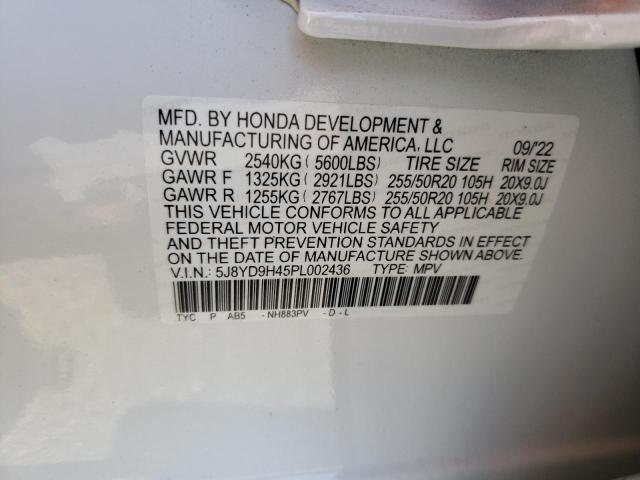 MFD. BY HONDA DEVELOPMENT &
MANUFACTURING OF AMERICA, LLC 09/'22
GVWR 2540KG ( 5600LBS) TIRE SIZE RIM SIZE
GAWR F 1325KG ( 2921LBS) 255/50R20 105H 20X9.0J
GAWR R 1255KG ( 2767LBS) 255/50R20 105H 20X9.0J
THIS VEHICLE CONFORMS TO ALL APPLICABLE
FEDERAL MOTOR VEHICLE SAFETY
AND THEFT PREVENTION STANDARDS IN EFFECT
ON THE DATE OF MANUFACTURE SHOWN ABOVE
V.I.N.: 5J8YD9H45PL002436 TYPE: MPV
TYC P AB5 -NH883PV -D-L